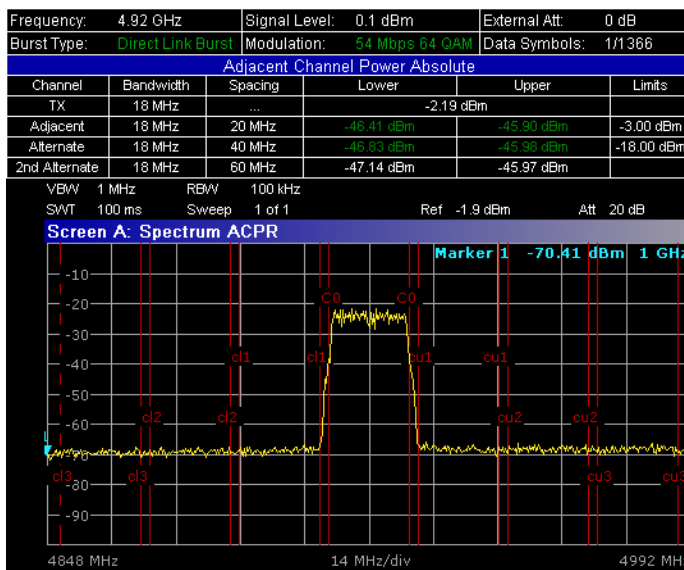 Frequency: 4.92 GHz Signal Level: 0.1 dBm External Att: 0 dB
Burst Type: Direct Link Burst Modulation: 54 Mbps 64 QAM Data Symbols: 1/1366
Adjacent Channel Power Absolute
Channel Bandwidth Spacing Lower Upper Limits
TX 18 MHz ... -2.19 dBm
Adjacent 18 MHz 20 MHz -46.41 dBm -45.90 dBm -3.00 dBm
Alternate 18 MHz 40 MHz -46.83 dBm -45.98 dBm -18.00 dBm
2nd Alternate 18 MHz 60 MHz -47.14 dBm -45.97 dBm
VBW 1 MHz RBW 100 kHz
SWT 100 ms Sweep 1 of 1 Ref -1.9 dBm Att 20 dB
Screen A: Spectrum ACPR
Marker 1 -70.41 dBm 1 GHz
-10
-20 C0 C0
-30
cl1 cl1 cu1 cu1
-40
-50
cl2 cl2 cu2 cu2
-60
1
-70
cl3 cl3 cu3 cu3
-80
-90
4848 MHz 14 MHz/div 4992 MH